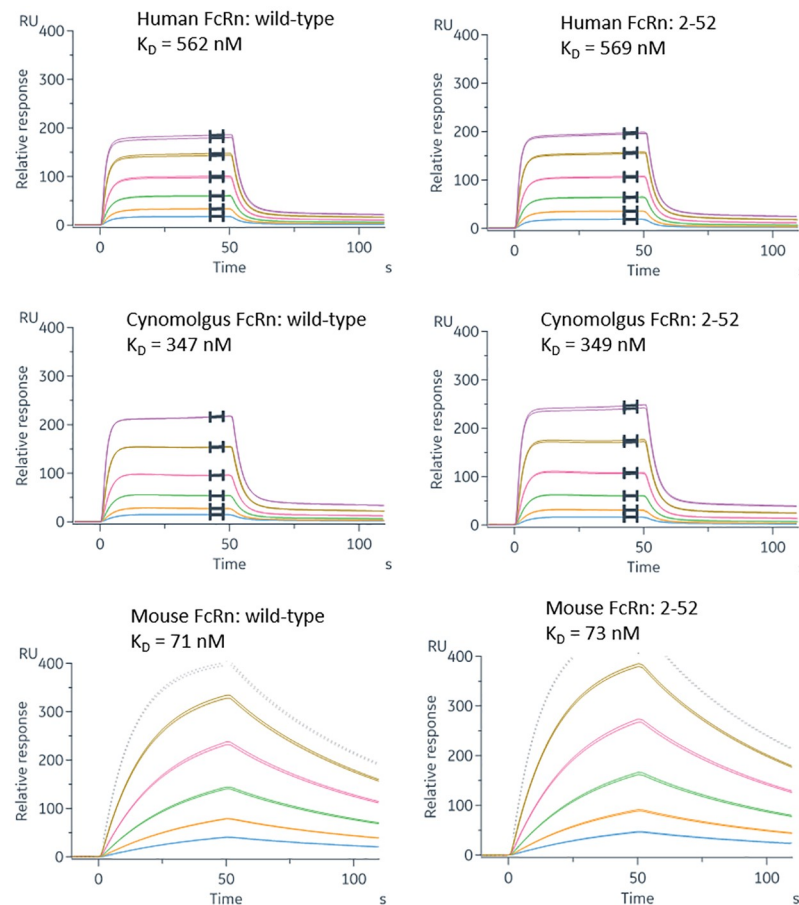 Human FcRn: wild-type
K_D = 562 nM
RU
400
300
200
100
0
Relative response
0 50 100
Time s
Human FcRn: 2-52
K_D = 569 nM
RU
400
300
200
100
0
Relative response
0 50 100
Time s
Cynomolgus FcRn: wild-type
K_D = 347 nM
RU
400
300
200
100
0
Relative response
0 50 100
Time s
Cynomolgus FcRn: 2-52
K_D = 349 nM
RU
400
300
200
100
0
Relative response
0 50 100
Time s
Mouse FcRn: wild-type
K_D = 71 nM
RU
400
300
200
100
0
Relative response
0 50 100
Time s
Mouse FcRn: 2-52
K_D = 73 nM
RU
400
300
200
100
0
Relative response
0 50 100
Time s